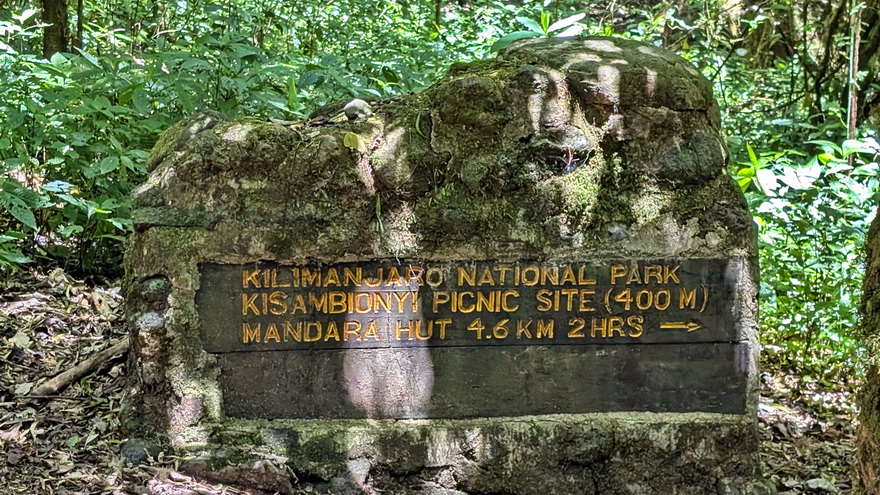 KILIMANJARO NATIONAL PARK
KISAMBIONYI PICNIC SITE (400 M)
MANDARA HUT 4.6 KM 2 HRS →